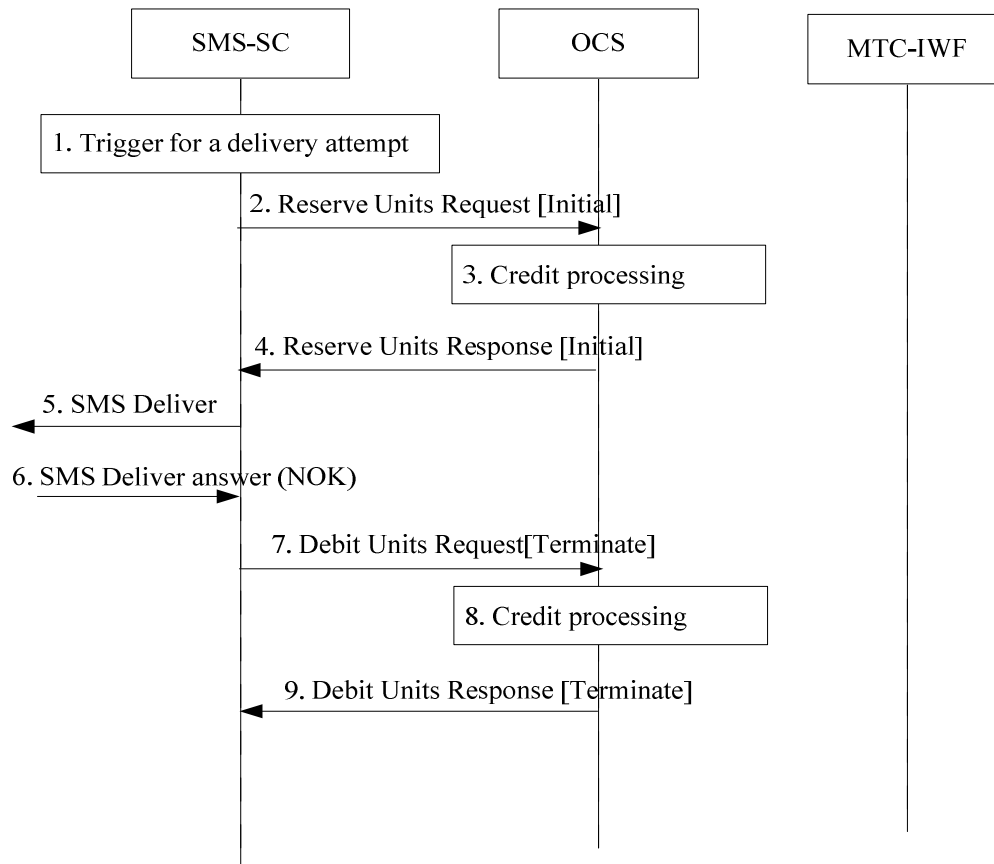 SMS-SC
OCS
MTC-IWF
1. Trigger for a delivery attempt
2. Reserve Units Request [Initial]
3. Credit processing
4. Reserve Units Response [Initial]
5. SMS Deliver
6. SMS Deliver answer (NOK)
7. Debit Units Request[Terminate]
8. Credit processing
9. Debit Units Response [Terminate]